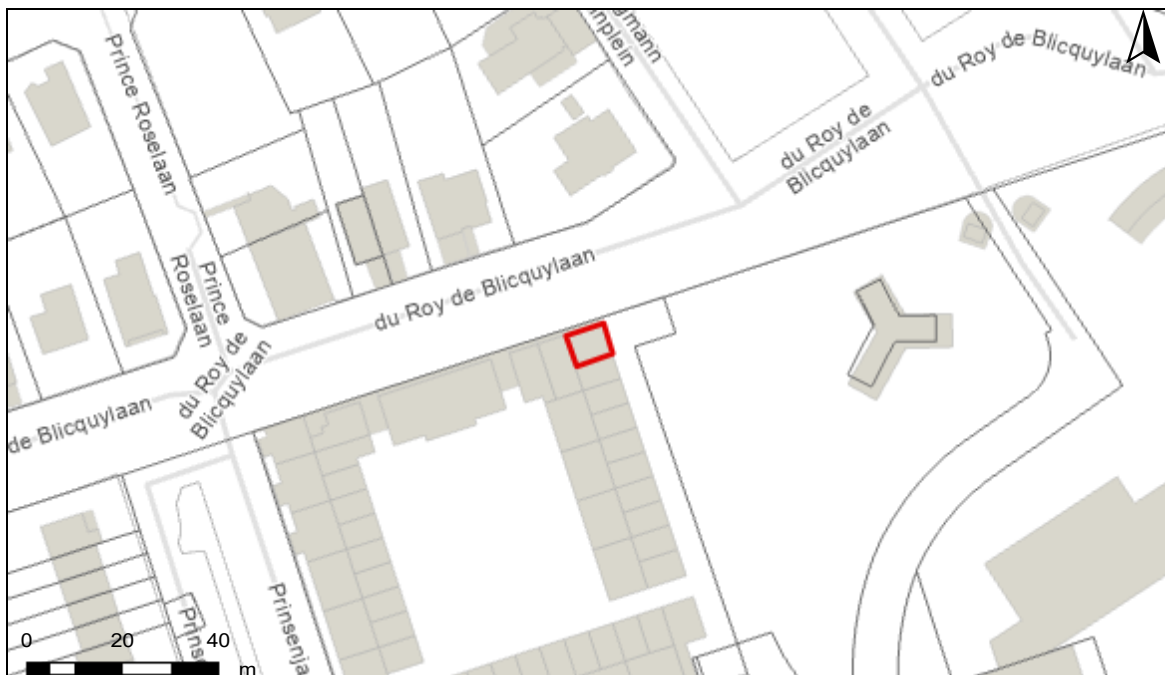 Prince Roselaan
du Roy de Blicquylaan
du Roy de
Blicquylaan
Prince
Roselaan
du Roy de Blicquylaan
du Roy de
Blicquylaan
de Blicquylaan
0 20 40
m